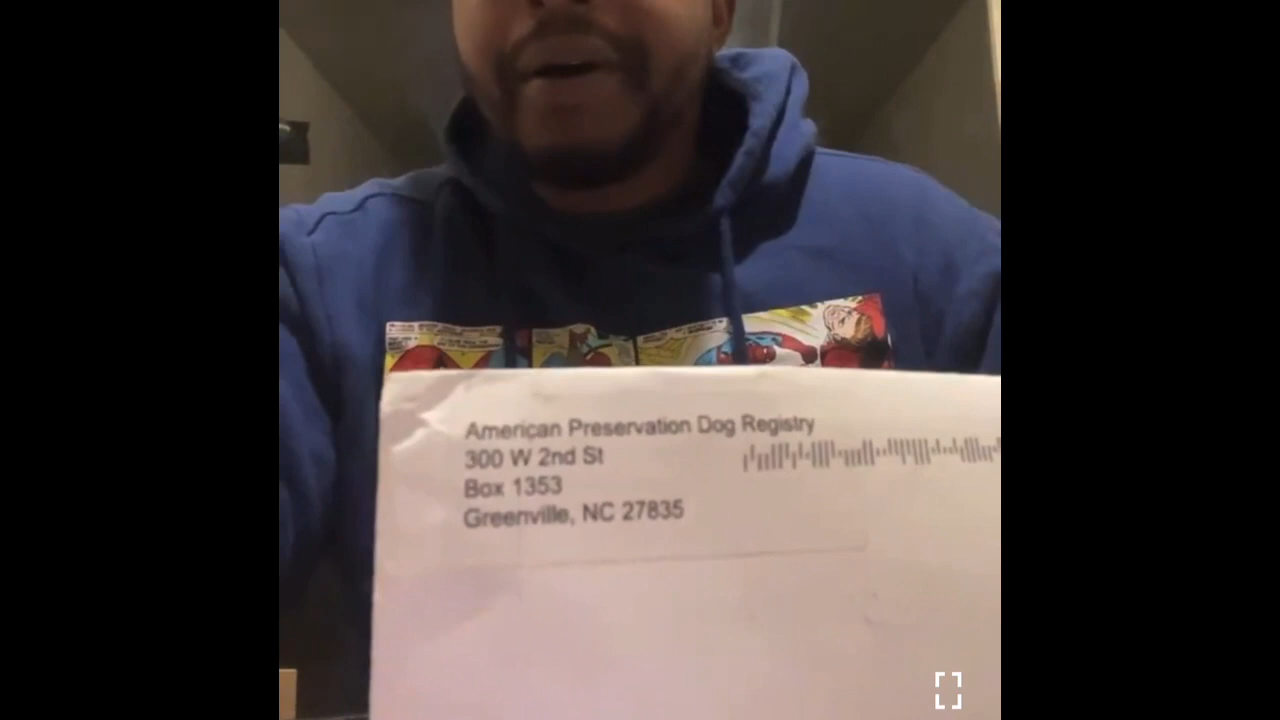 American Preservation Dog Registry
300 W 2nd St
Box 1353
Greenville, NC 27835